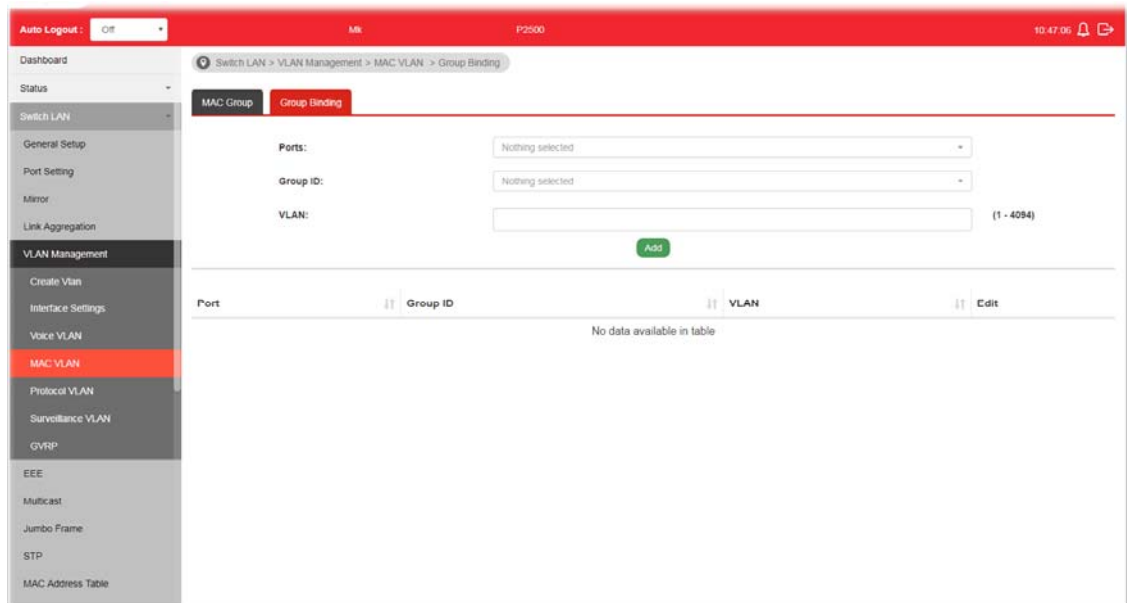 Auto Logout : Off Mk P2500 10:47:06
Dashboard
Status
Switch LAN
General Setup
Port Setting
Mirror
Link Aggregation
VLAN Management
Create Vlan
Interface Settings
Voice VLAN
MAC VLAN
Protocol VLAN
Surveillance VLAN
GVRP
EEE
Multicast
Jumbo Frame
STP
MAC Address Table
Switch LAN > VLAN Management > MAC VLAN > Group Binding
MAC Group Group Binding
Ports: Nothing selected
Group ID: Nothing selected
VLAN: (1 - 4094)
Add
Port Group ID VLAN Edit
No data available in table